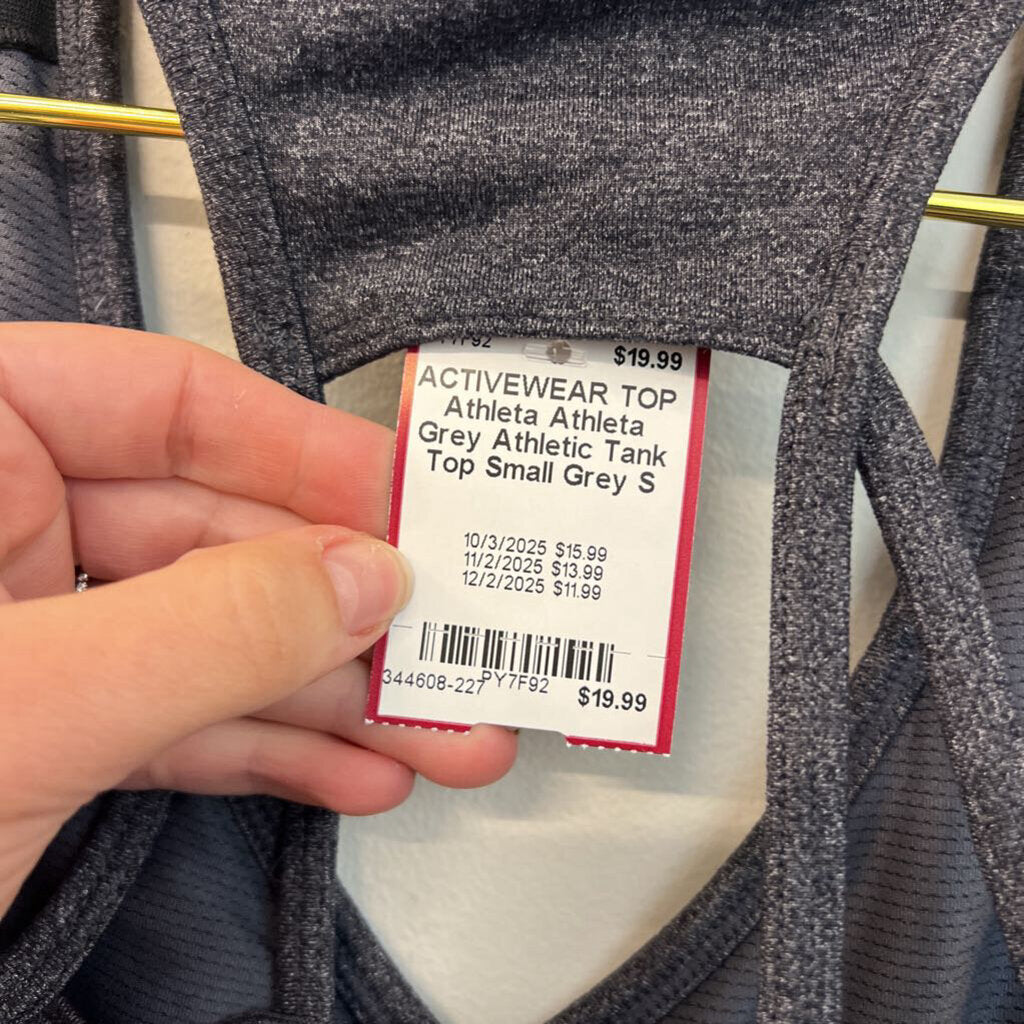 PY7F92 $19.99
ACTIVEWEAR TOP
Athleta Athleta
Grey Athletic Tank
Top Small Grey S
10/3/2025 $15.99
11/2/2025 $13.99
12/2/2025 $11.99
344608-227 PY7F92 $19.99